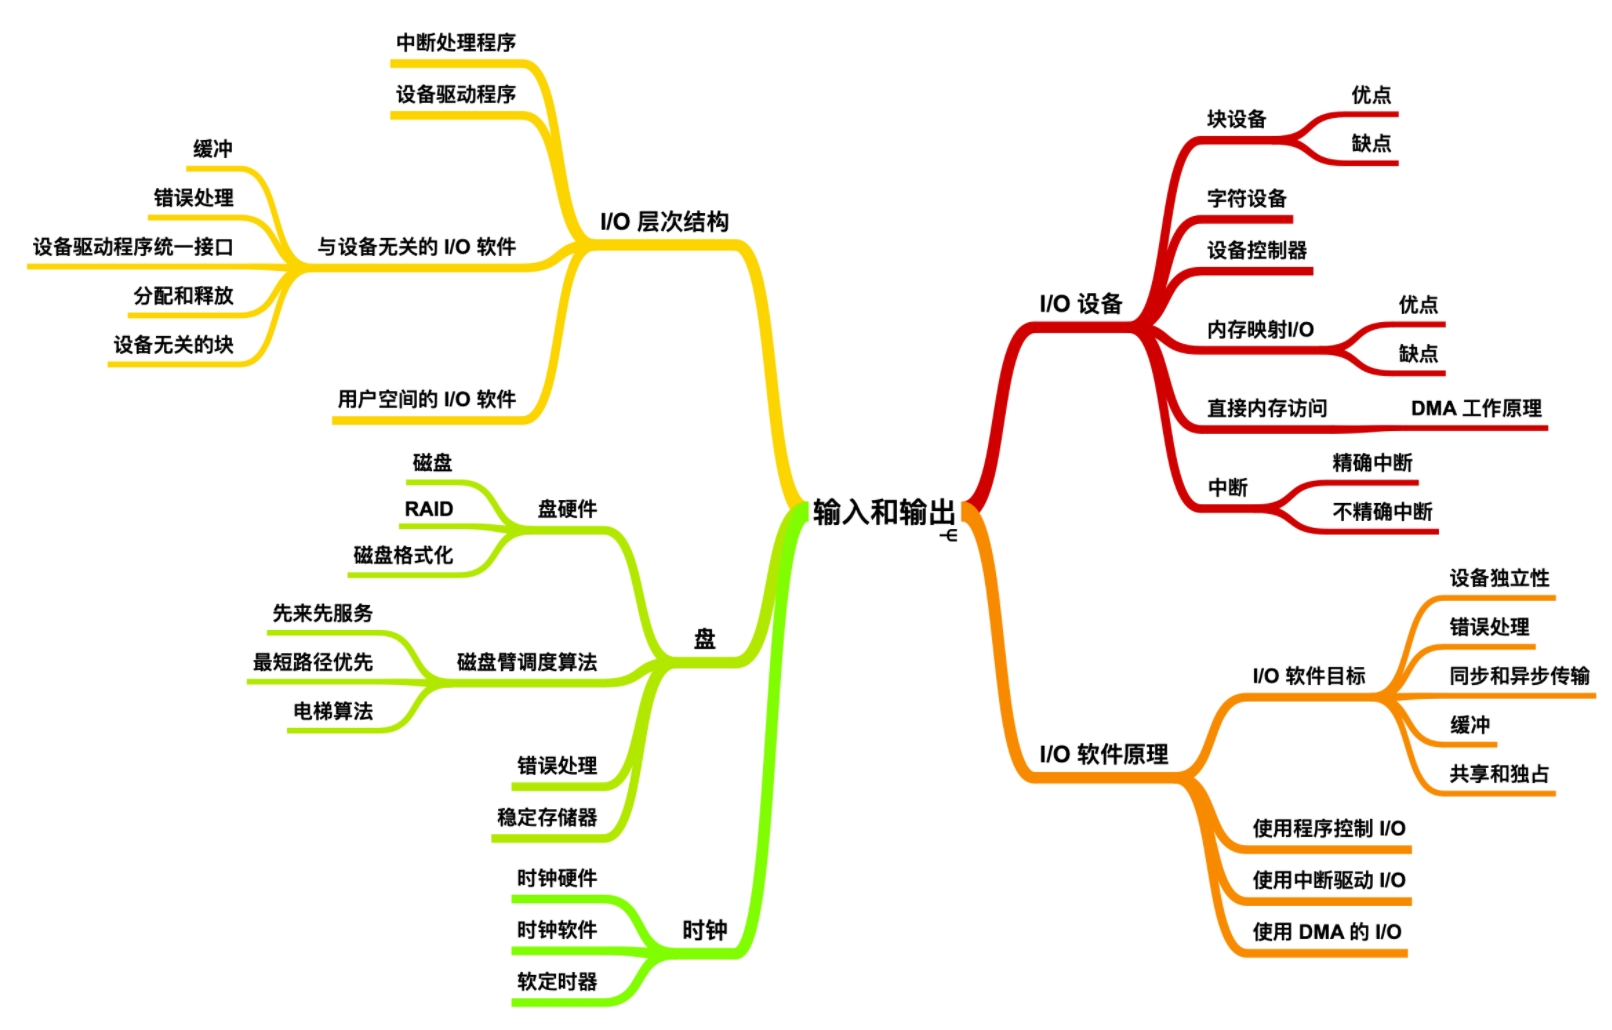 输入和输出
I/O 设备
块设备
优点
缺点
字符设备
设备控制器
内存映射I/O
优点
缺点
直接内存访问
DMA 工作原理
中断
精确中断
不精确中断
I/O 软件原理
I/O 软件目标
设备独立性
错误处理
同步和异步传输
缓冲
共享和独占
使用程序控制 I/O
使用中断驱动 I/O
使用 DMA 的 I/O
I/O 层次结构
中断处理程序
设备驱动程序
与设备无关的 I/O 软件
缓冲
错误处理
设备驱动程序统一接口
分配和释放
设备无关的块
用户空间的 I/O 软件
盘
盘硬件
磁盘
RAID
磁盘格式化
磁盘臂调度算法
先来先服务
最短路径优先
电梯算法
错误处理
稳定存储器
时钟
时钟硬件
时钟软件
软定时器